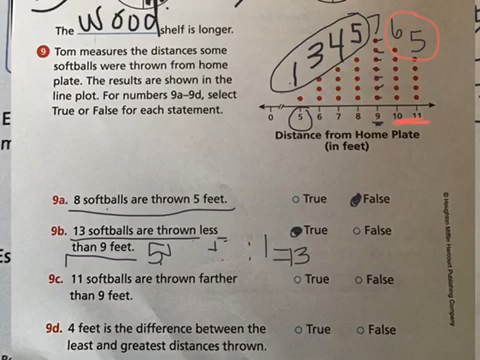 The Wood shelf is longer.
9 Tom measures the distances some
softballs were thrown from home
plate. The results are shown in the
line plot. For numbers 9a–9d, select
True or False for each statement.
1 3 4 5 7 6 5
0 5 6 7 8 9 10 11
Distance from Home Plate
(in feet)
9a. 8 softballs are thrown 5 feet. True False
9b. 13 softballs are thrown less True False
than 9 feet.
=13
9c. 11 softballs are thrown farther True False
than 9 feet.
9d. 4 feet is the difference between the True False
least and greatest distances thrown.
© Houghton Mifflin Harcourt Publishing Company